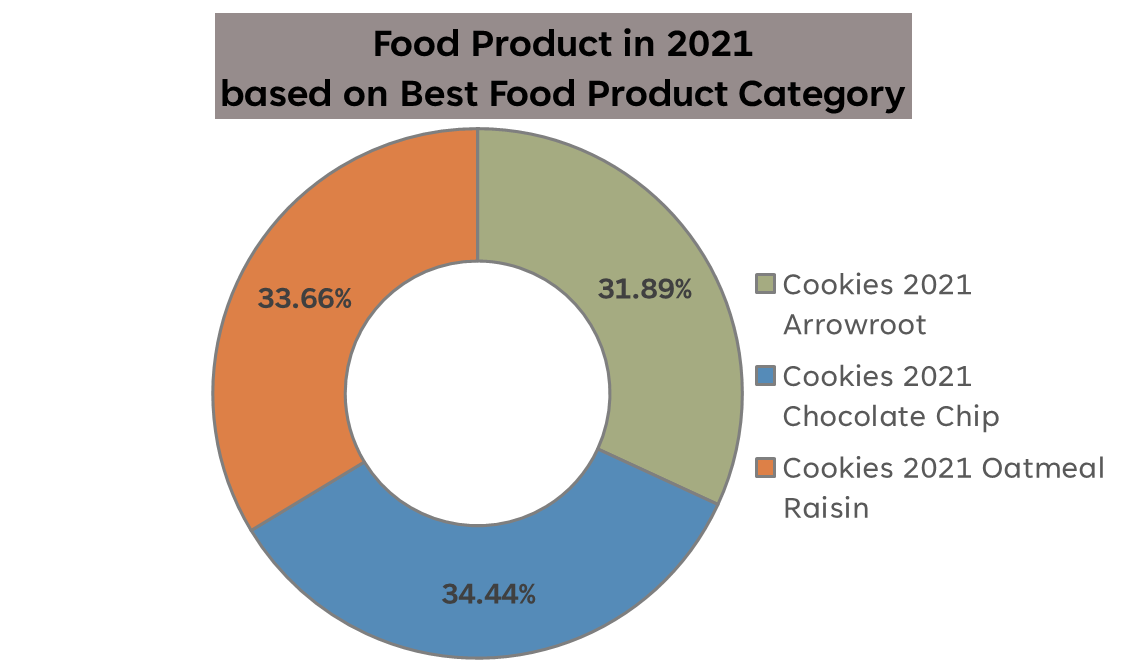 Food Product in 2021
based on Best Food Product Category
33.66%
31.89%
34.44%
Cookies 2021
Arrowroot
Cookies 2021
Chocolate Chip
Cookies 2021 Oatmeal
Raisin